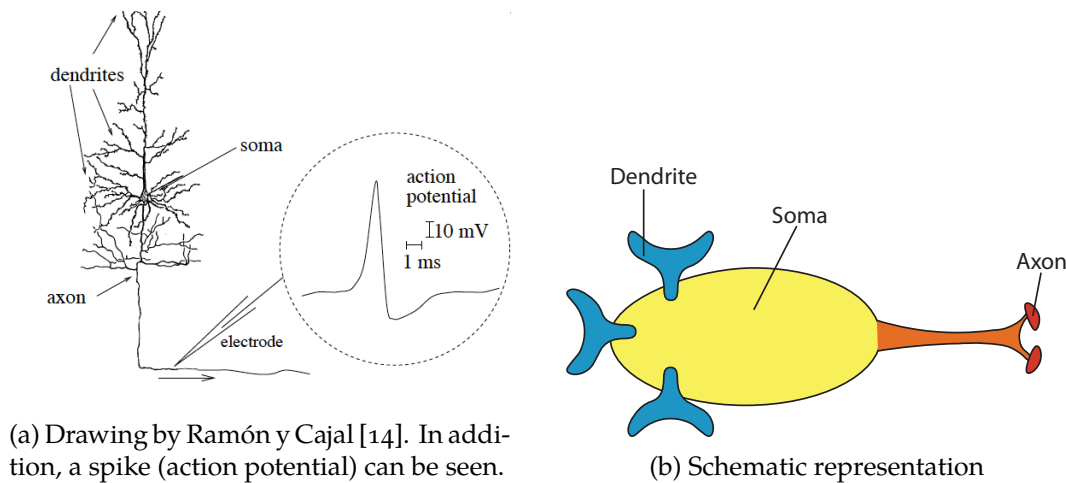 dendrites
soma
action
potential
10 mV
1 ms
axon
electrode
(a) Drawing by Ramón y Cajal [14]. In addi-
tion, a spike (action potential) can be seen.
Dendrite
Soma
Axon
(b) Schematic representation